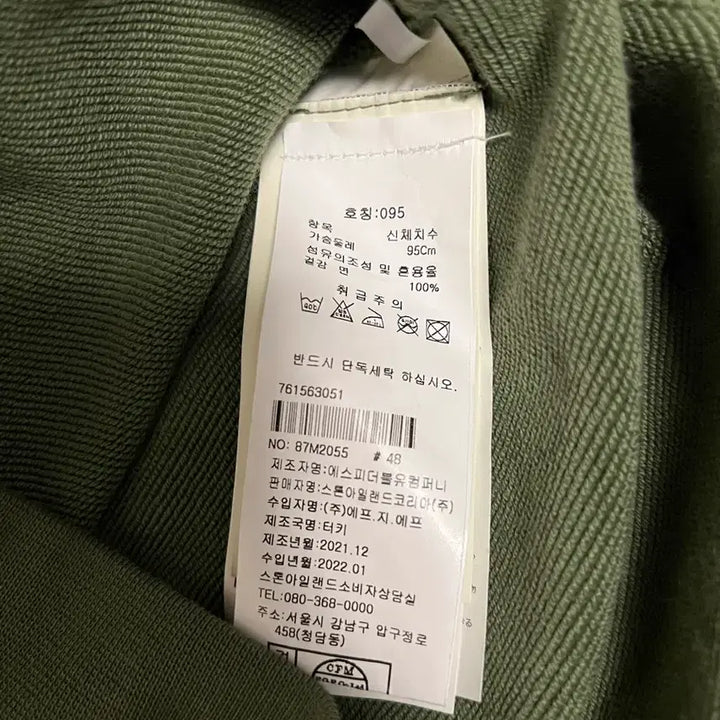 호칭:095
항목 신체치수
가슴둘레 95Cm
섬유의조성 및 혼용율
겉감 면 100%
취급주의
반드시 단독세탁 하십시오.
761563051
NO: 87M2055 # 48
제조자명:에스피더블유컴퍼니
판매자명:스톤아일랜드코리아(주)
수입자명:(주)에프.지.에프
제조국명:터키
제조년월:2021.12
수입년월:2022.01
스톤아일랜드소비자상담실
TEL:080-368-0000
주소:서울시 강남구 압구정로
458(청담동)
검
CFM